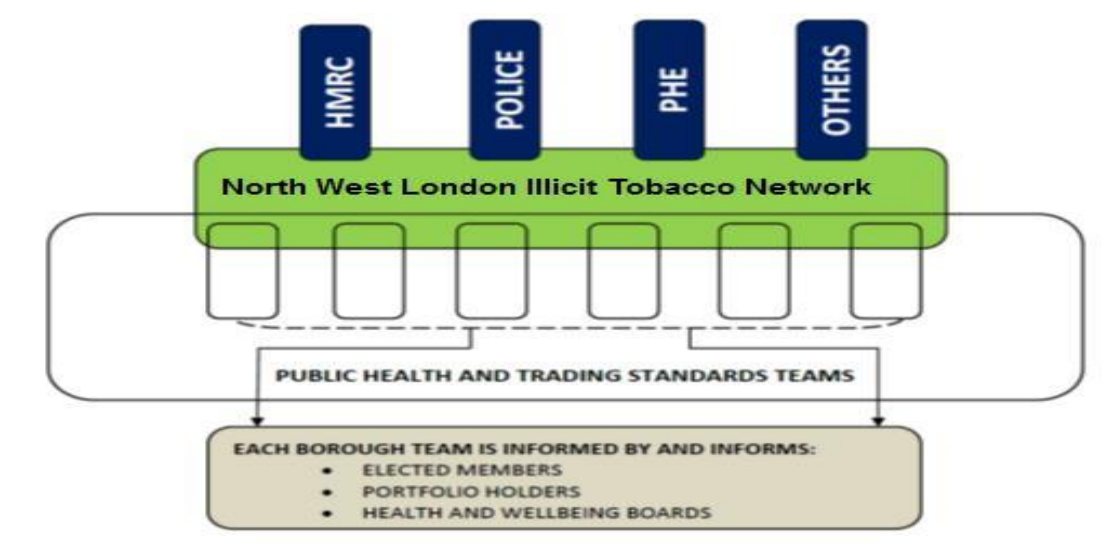 HMRC
POLICE
PHE
OTHERS
North West London Illicit Tobacco Network
PUBLIC HEALTH AND TRADING STANDARDS TEAMS
EACH BOROUGH TEAM IS INFORMED BY AND INFORMS:
• ELECTED MEMBERS
• PORTFOLIO HOLDERS
• HEALTH AND WELLBEING BOARDS